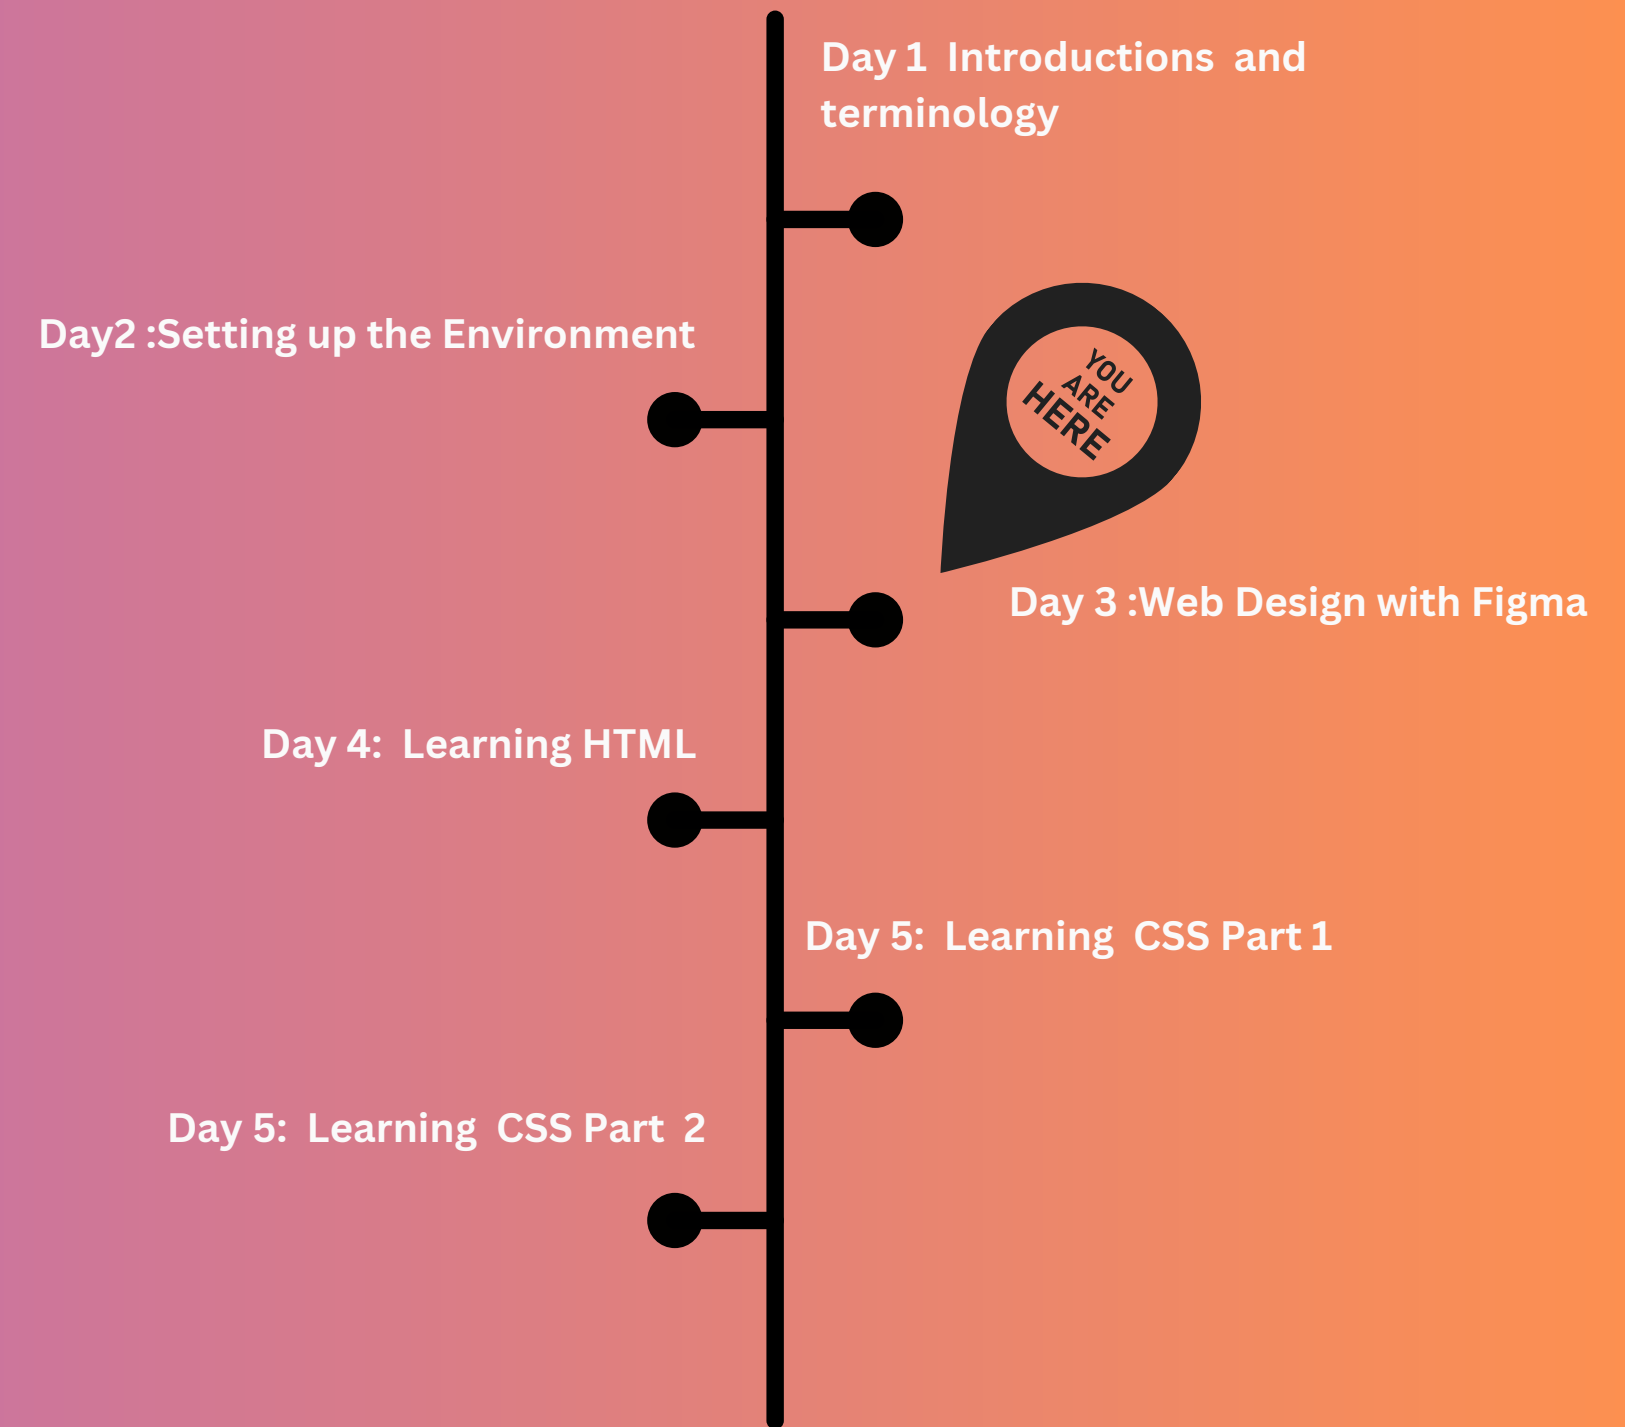 Day 1 Introductions and
terminology
Day2 :Setting up the Environment
YOU
ARE
HERE
Day 3 :Web Design with Figma
Day 4: Learning HTML
Day 5: Learning CSS Part 1
Day 5: Learning CSS Part 2